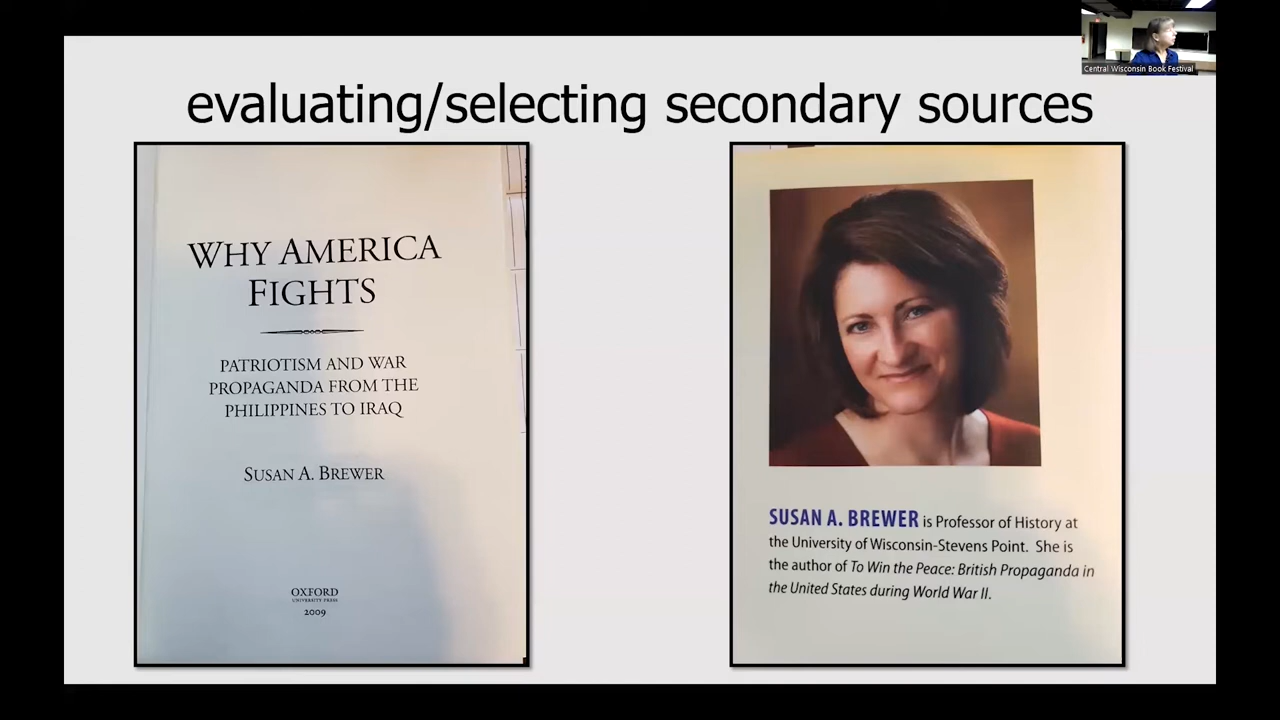 Central Wisconsin Book Festival
evaluating/selecting secondary sources
WHY AMERICA
FIGHTS
PATRIOTISM AND WAR
PROPAGANDA FROM THE
PHILIPPINES TO IRAQ
SUSAN A. BREWER
OXFORD
UNIVERSITY PRESS
2009
SUSAN A. BREWER is Professor of History at
the University of Wisconsin-Stevens Point. She is
the author of To Win the Peace: British Propaganda in
the United States during World War II.